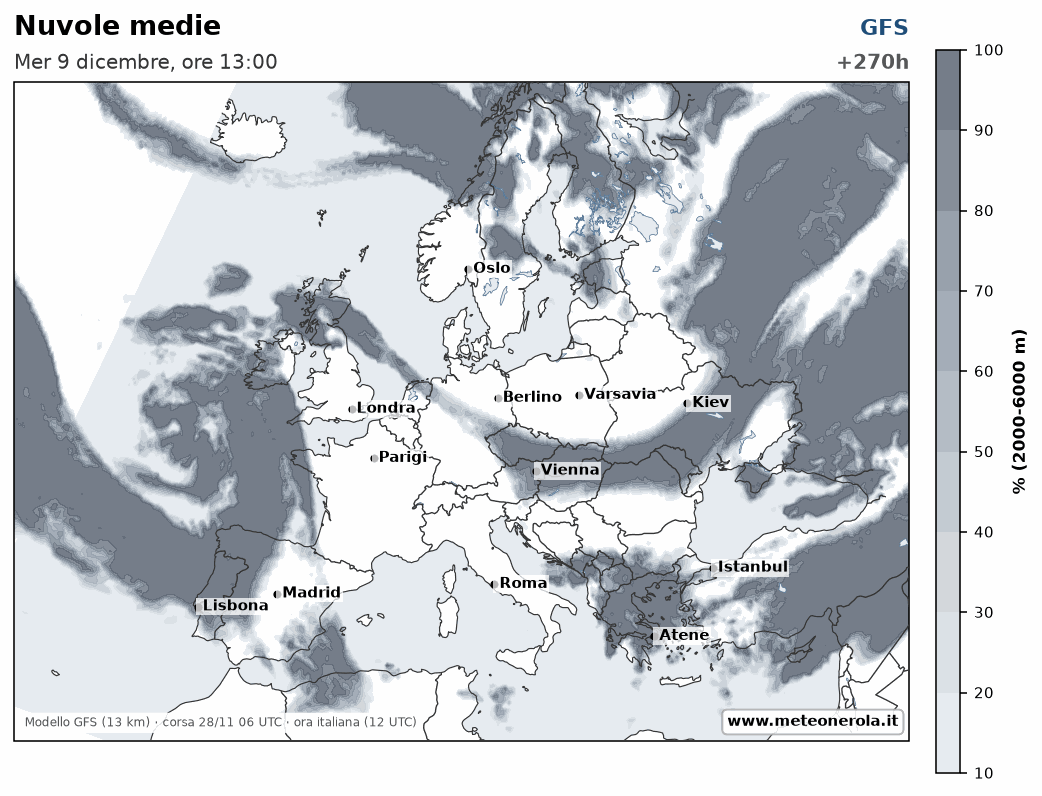 Nuvole medie
GFS
Mer 9 dicembre, ore 13:00
+270h
100
90
80
70
60
50
40
30
20
10
% (2000-6000 m)
Oslo
Londra
Berlino
Varsavia
Kiev
Parigi
Vienna
Istanbul
Roma
Madrid
Lisbona
Atene
Modello GFS (13 km) · corsa 28/11 06 UTC · ora italiana (12 UTC)
www.meteonerola.it